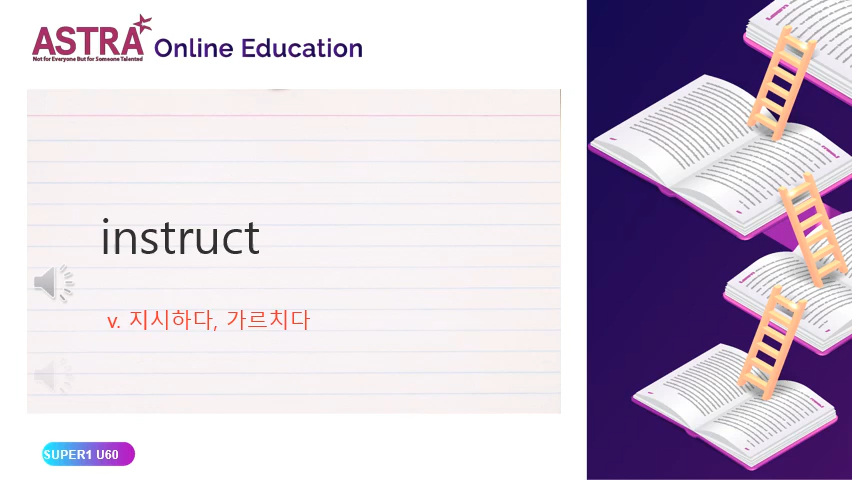 ASTRA
Not for Everyone But for Someone Talented
Online Education
instruct
v. 지시하다, 가르치다
SUPER1 U60